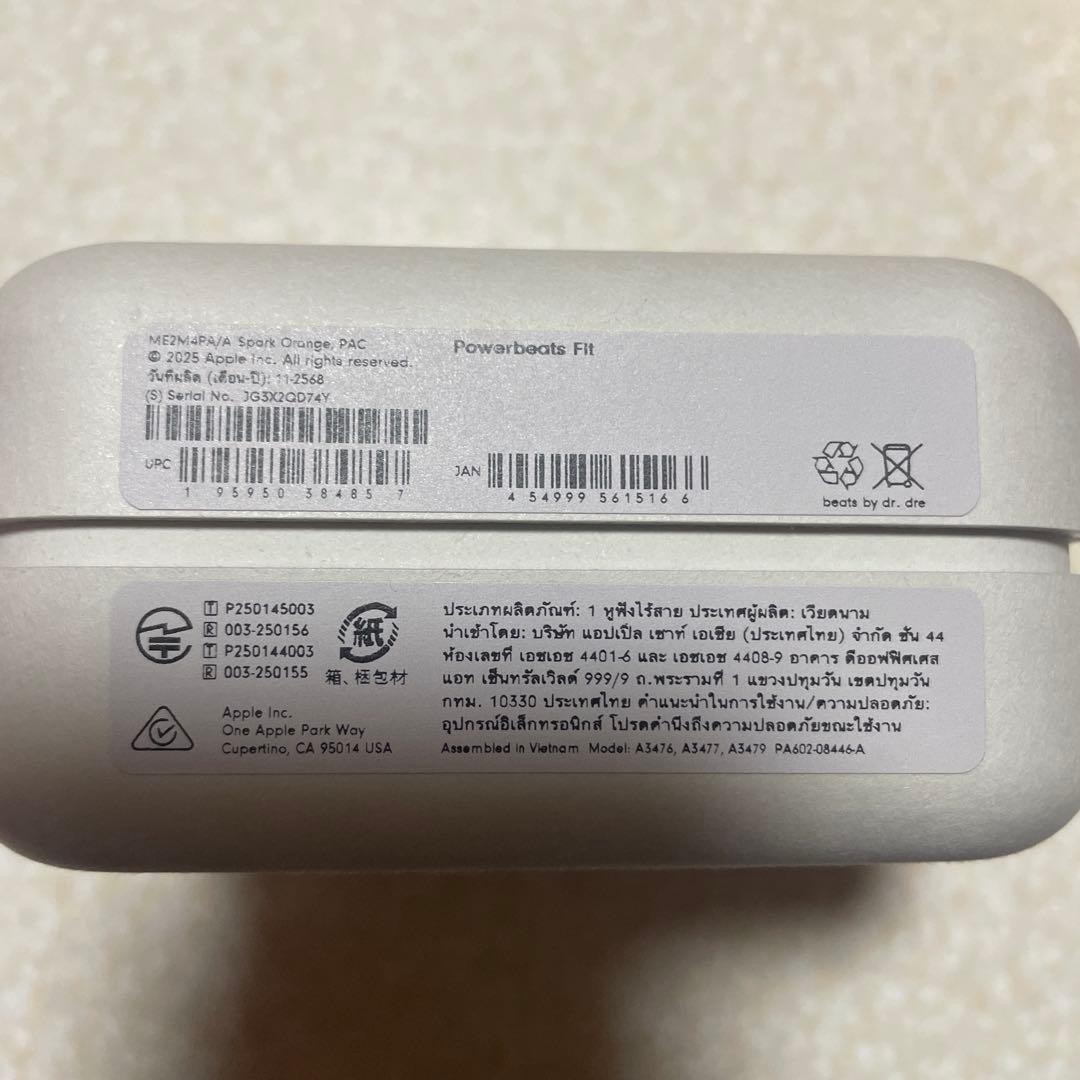 ME2M4PA/A Spark Orange, PAC
© 2025 Apple Inc. All rights reserved.
วันที่ผลิต (เดือน-ปี): 11-2568
(S) Serial No. JG3X2QD74Y
UPC
1 95950 38485 7
Powerbeats Fit
JAN
4 549995 615166
beats by dr. dre
T P250145003
R 003-250156
T P250144003
R 003-250155
紙
箱、梱包材
Apple Inc.
One Apple Park Way
Cupertino, CA 95014 USA
ประเภทผลิตภัณฑ์: 1 หูฟังไร้สาย ประเทศผู้ผลิต: เวียดนาม
นำเข้าโดย: บริษัท แอปเปิล เซาท์ เอเชีย (ประเทศไทย) จำกัด ชั้น 44
ห้องเลขที่ เอชเอช 4401-6 และ เอชเอช 4408-9 อาคาร ดิออฟฟิศเศส
แอท เซ็นทรัลเวิลด์ 999/9 ถ.พระรามที่ 1 แขวงปทุมวัน เขตปทุมวัน
กทม. 10330 ประเทศไทย คำแนะนำในการใช้งาน/ความปลอดภัย:
อุปกรณ์อิเล็กทรอนิกส์ โปรดคำนึงถึงความปลอดภัยขณะใช้งาน
Assembled in Vietnam Model: A3476, A3477, A3479 PA602-08446-A